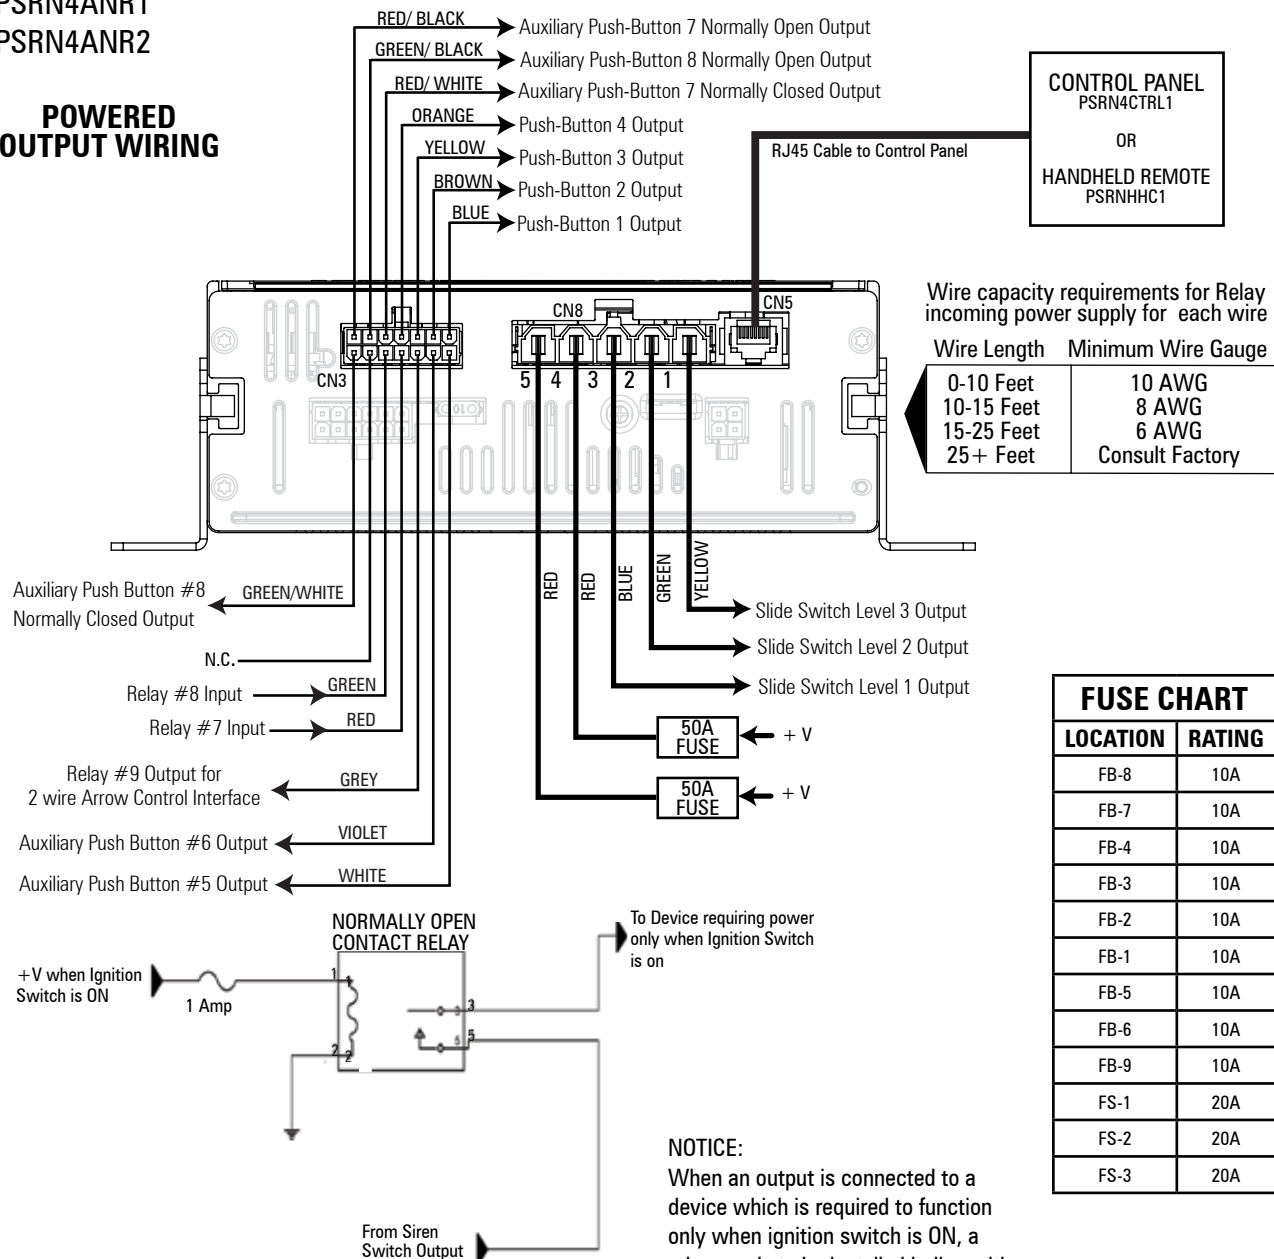 PSRN4ANR1
PSRN4ANR2
POWERED
OUTPUT WIRING
RED/ BLACK
Auxiliary Push-Button 7 Normally Open Output
GREEN/ BLACK
Auxiliary Push-Button 8 Normally Open Output
RED/ WHITE
Auxiliary Push-Button 7 Normally Closed Output
ORANGE
Push-Button 4 Output
YELLOW
Push-Button 3 Output
BROWN
Push-Button 2 Output
BLUE
Push-Button 1 Output
RJ45 Cable to Control Panel
CONTROL PANEL
PSRN4CTRL1
OR
HANDHELD REMOTE
PSRNHHC1
CN3
CN8
CN5
5 4 3 2 1
Wire capacity requirements for Relay
incoming power supply for each wire
Wire Length Minimum Wire Gauge
0-10 Feet 10 AWG
10-15 Feet 8 AWG
15-25 Feet 6 AWG
25+ Feet Consult Factory
Auxiliary Push Button #8
Normally Closed Output
GREEN/WHITE
N.C.
Relay #8 Input
GREEN
Relay #7 Input
RED
Relay #9 Output for
2 wire Arrow Control Interface
GREY
Auxiliary Push Button #6 Output
VIOLET
Auxiliary Push Button #5 Output
WHITE
RED
RED
BLUE
GREEN
YELLOW
Slide Switch Level 3 Output
Slide Switch Level 2 Output
Slide Switch Level 1 Output
50A
FUSE
+ V
50A
FUSE
+ V
FUSE CHART
LOCATION RATING
FB-8 10A
FB-7 10A
FB-4 10A
FB-3 10A
FB-2 10A
FB-1 10A
FB-5 10A
FB-6 10A
FB-9 10A
FS-1 20A
FS-2 20A
FS-3 20A
NORMALLY OPEN
CONTACT RELAY
+V when Ignition
Switch is ON
1 Amp
1 1
2 2
3 3
5 5
To Device requiring power
only when Ignition Switch
is on
From Siren
Switch Output
NOTICE:
When an output is connected to a
device which is required to function
only when ignition switch is ON, a